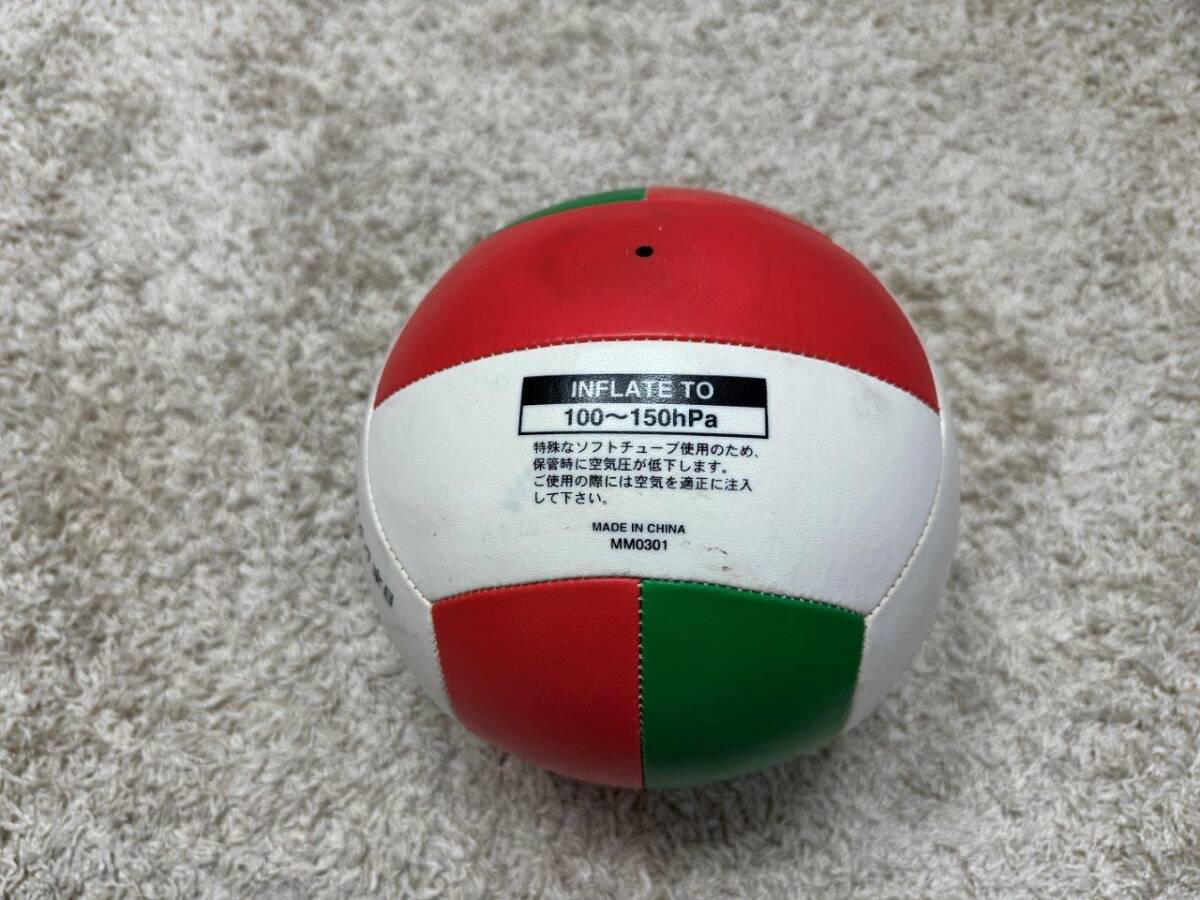 INFLATE TO
100～150hPa
特殊なソフトチューブ使用のため、
保管時に空気圧が低下します。
ご使用の際には空気を適正に注入
して下さい。
MADE IN CHINA
MM0301